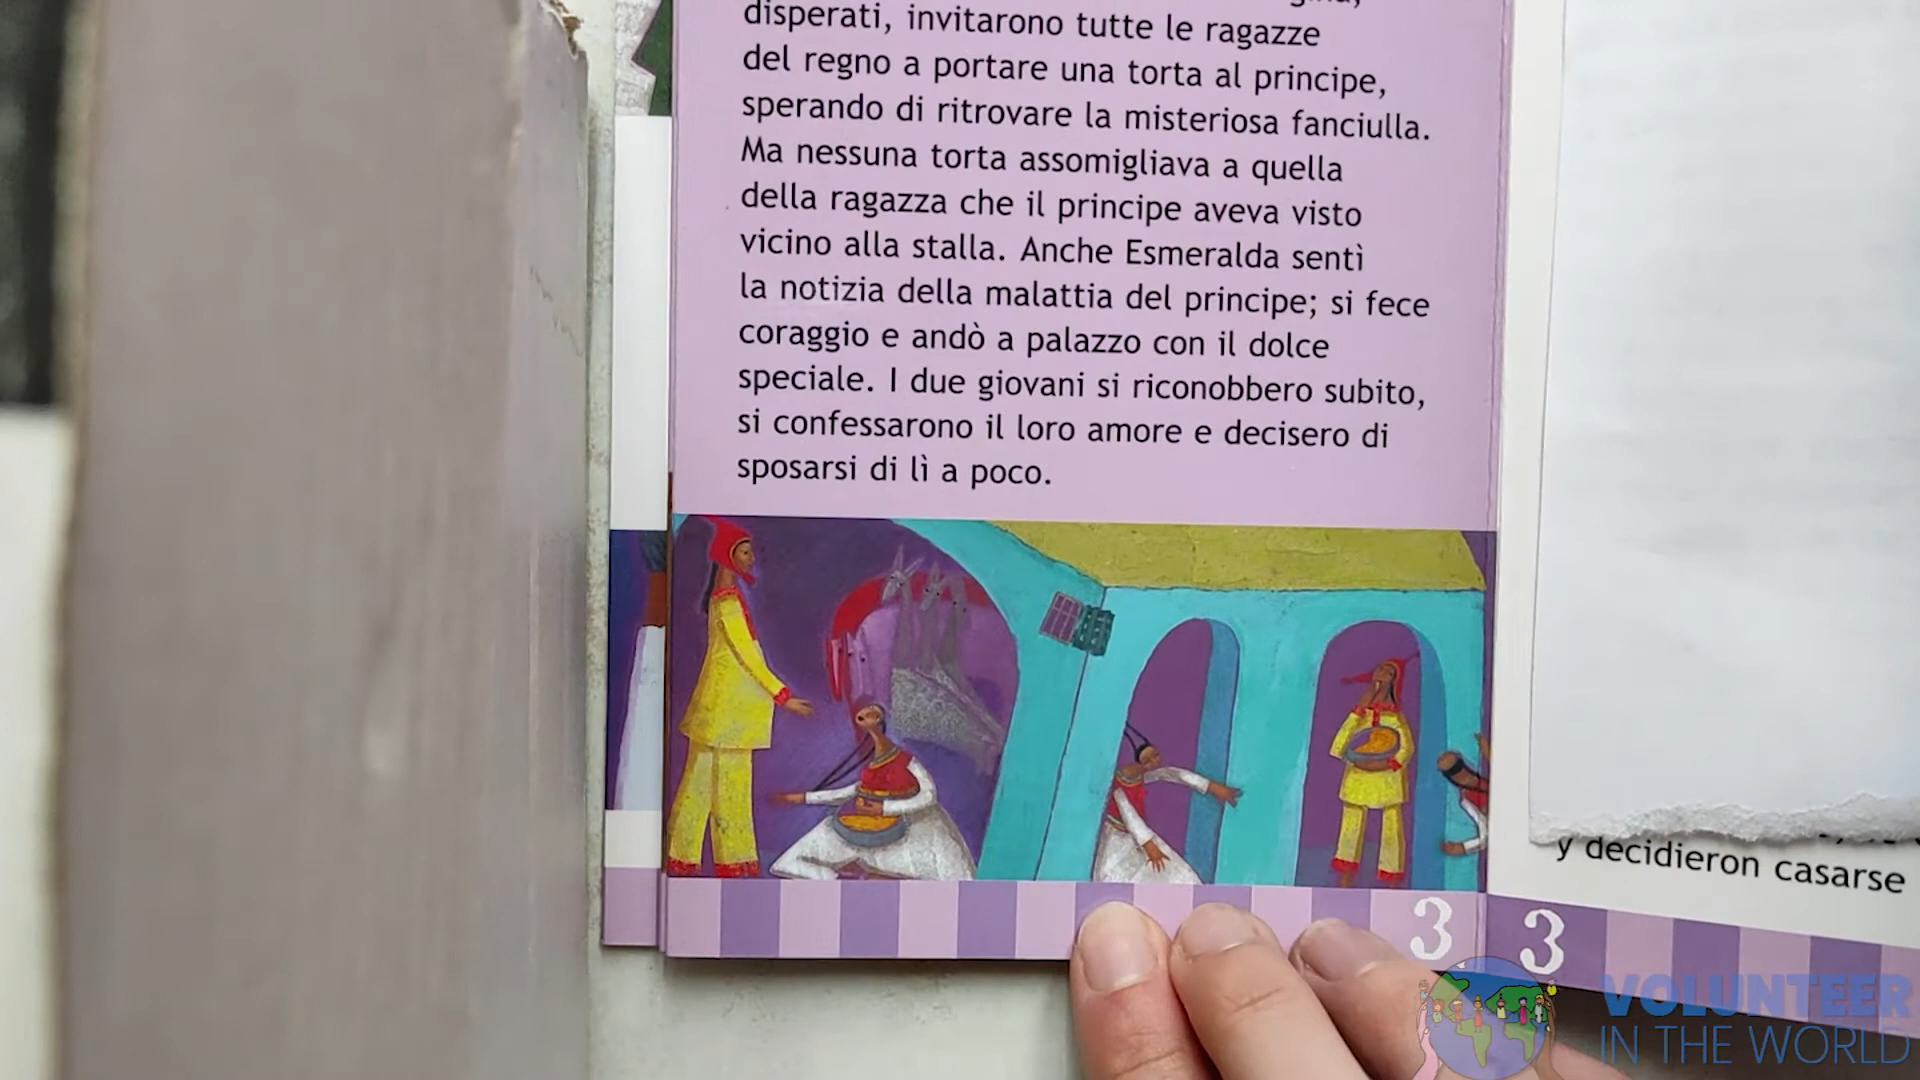 disperati, invitarono tutte le ragazze
del regno a portare una torta al principe,
sperando di ritrovare la misteriosa fanciulla.
Ma nessuna torta assomigliava a quella
della ragazza che il principe aveva visto
vicino alla stalla. Anche Esmeralda sentì
la notizia della malattia del principe; si fece
coraggio e andò a palazzo con il dolce
speciale. I due giovani si riconobbero subito,
si confessarono il loro amore e decisero di
sposarsi di lì a poco.
3
y decidieron casarse
3
VOLUNTEER
IN THE WORLD